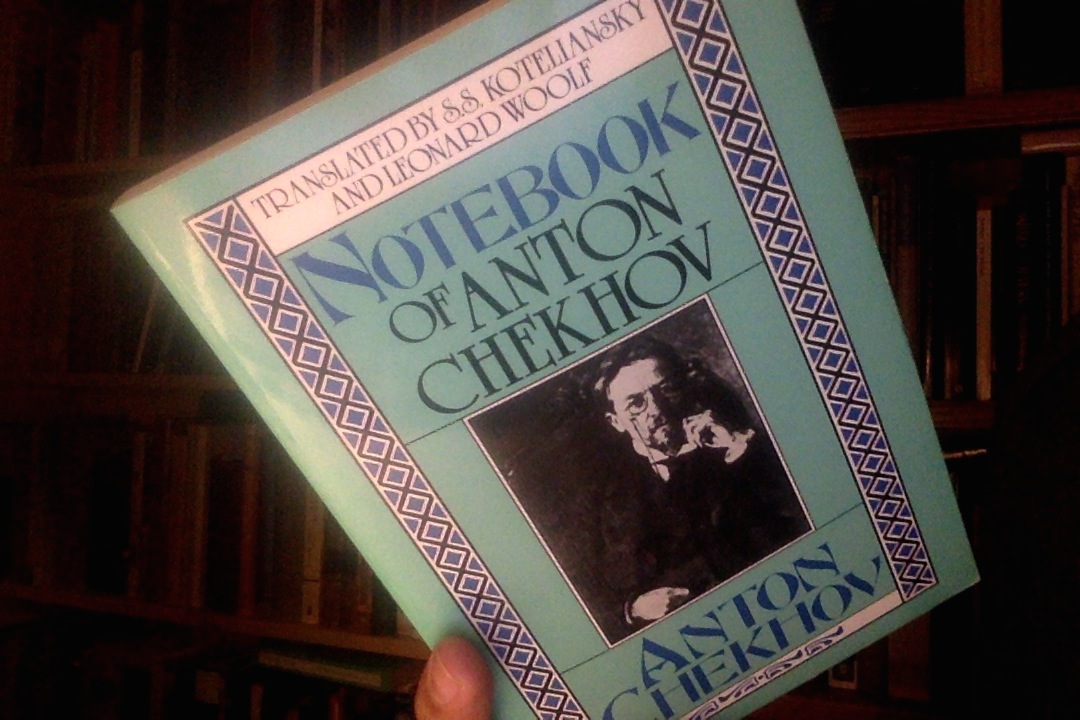 TRANSLATED BY S.S. KOTELIANSKY
AND LEONARD WOOLF
NOTEBOOK
OF ANTON
CHEKHOV
ANTON
CHEKHOV